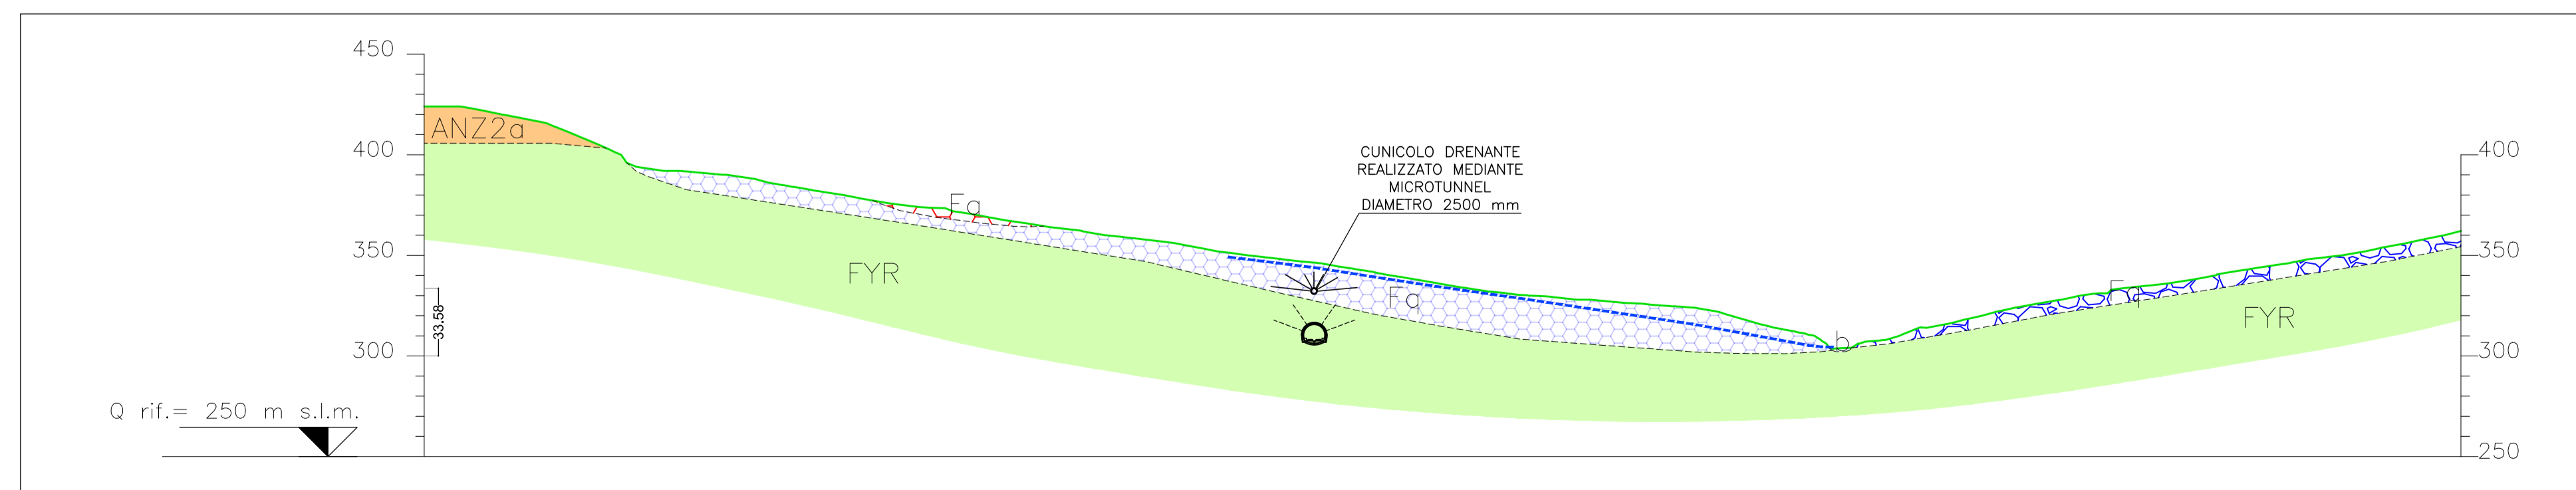 450
400
350
300
ANZ2a
Fa
FYR
CUNICOLO DRENANTE
REALIZZATO MEDIANTE
MICROTUNNEL
DIAMETRO 2500 mm
Fq
b
Fq
FYR
33.58
Q rif.= 250 m s.l.m.
400
350
300
250